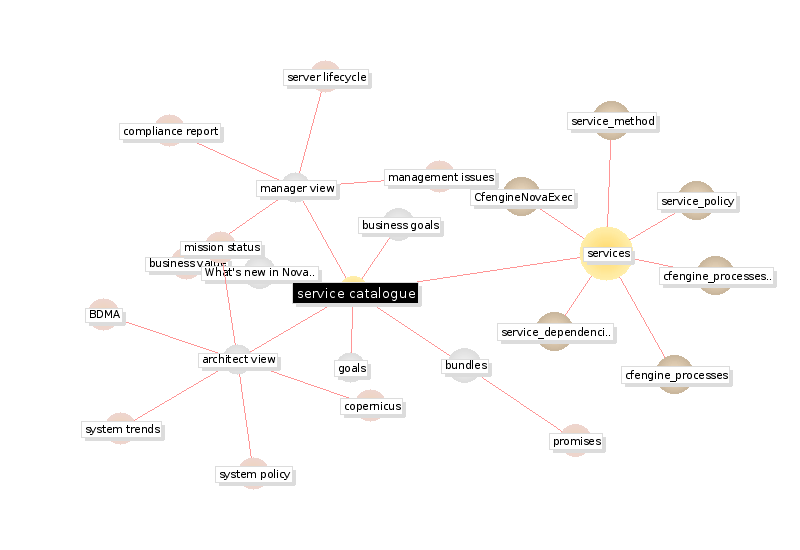 server lifecycle
service_method
compliance report
management issues
manager view
CfengineNovaExec
service_policy
business goals
mission status
services
business value
What's new in Nova..
cfengine_processes..
service catalogue
BDMA
service_dependenci..
architect view
goals
bundles
cfengine_processes
copernicus
system trends
promises
system policy